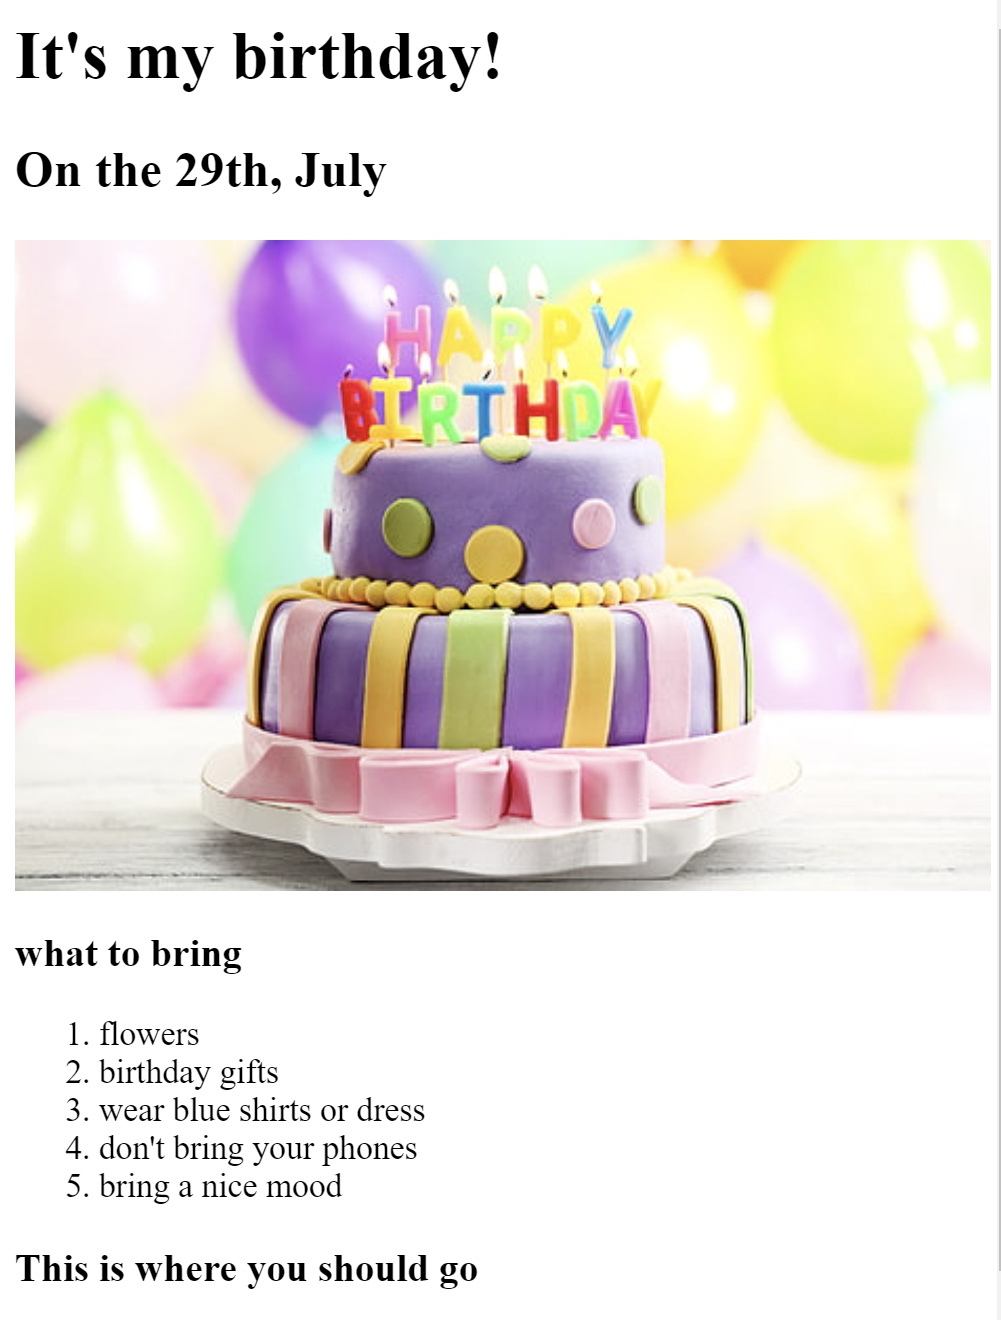 It's my birthday!
On the 29th, July
HAPPY
BIRTHDAY
what to bring
1. flowers
2. birthday gifts
3. wear blue shirts or dress
4. don't bring your phones
5. bring a nice mood
This is where you should go